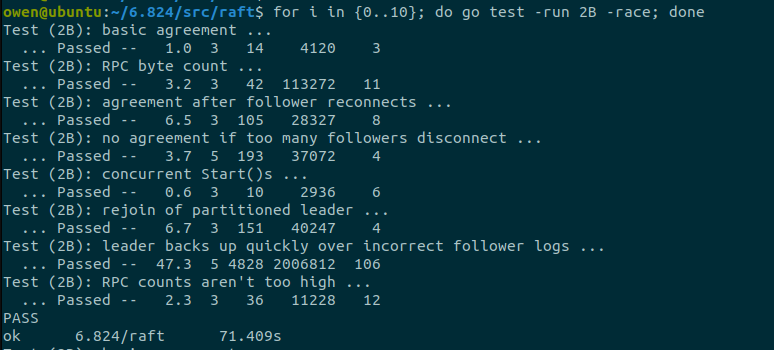 owen@ubuntu:~/6.824/src/raft$ for i in {0..10}; do go test -run 2B -race; done
Test (2B): basic agreement ...
  ... Passed --   1.0  3   14    4120    3
Test (2B): RPC byte count ...
  ... Passed --   3.2  3   42  113272   11
Test (2B): agreement after follower reconnects ...
  ... Passed --   6.5  3  105   28327    8
Test (2B): no agreement if too many followers disconnect ...
  ... Passed --   3.7  5  193   37072    4
Test (2B): concurrent Start()s ...
  ... Passed --   0.6  3   10    2936    6
Test (2B): rejoin of partitioned leader ...
  ... Passed --   6.7  3  151   40247    4
Test (2B): leader backs up quickly over incorrect follower logs ...
  ... Passed --  47.3  5 4828 2006812  106
Test (2B): RPC counts aren't too high ...
  ... Passed --   2.3  3   36   11228   12
PASS
ok      6.824/raft      71.409s